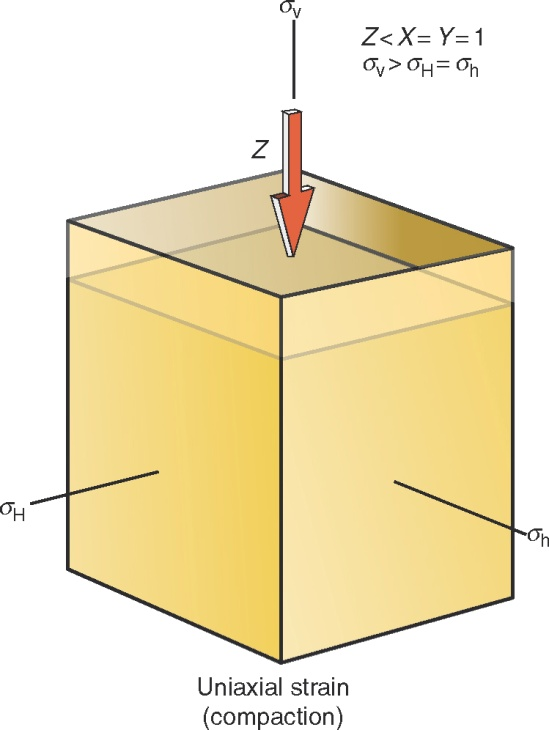 σv
Z < X = Y = 1
σv > σH = σh
Z
σH
σh
Uniaxial strain
(compaction)